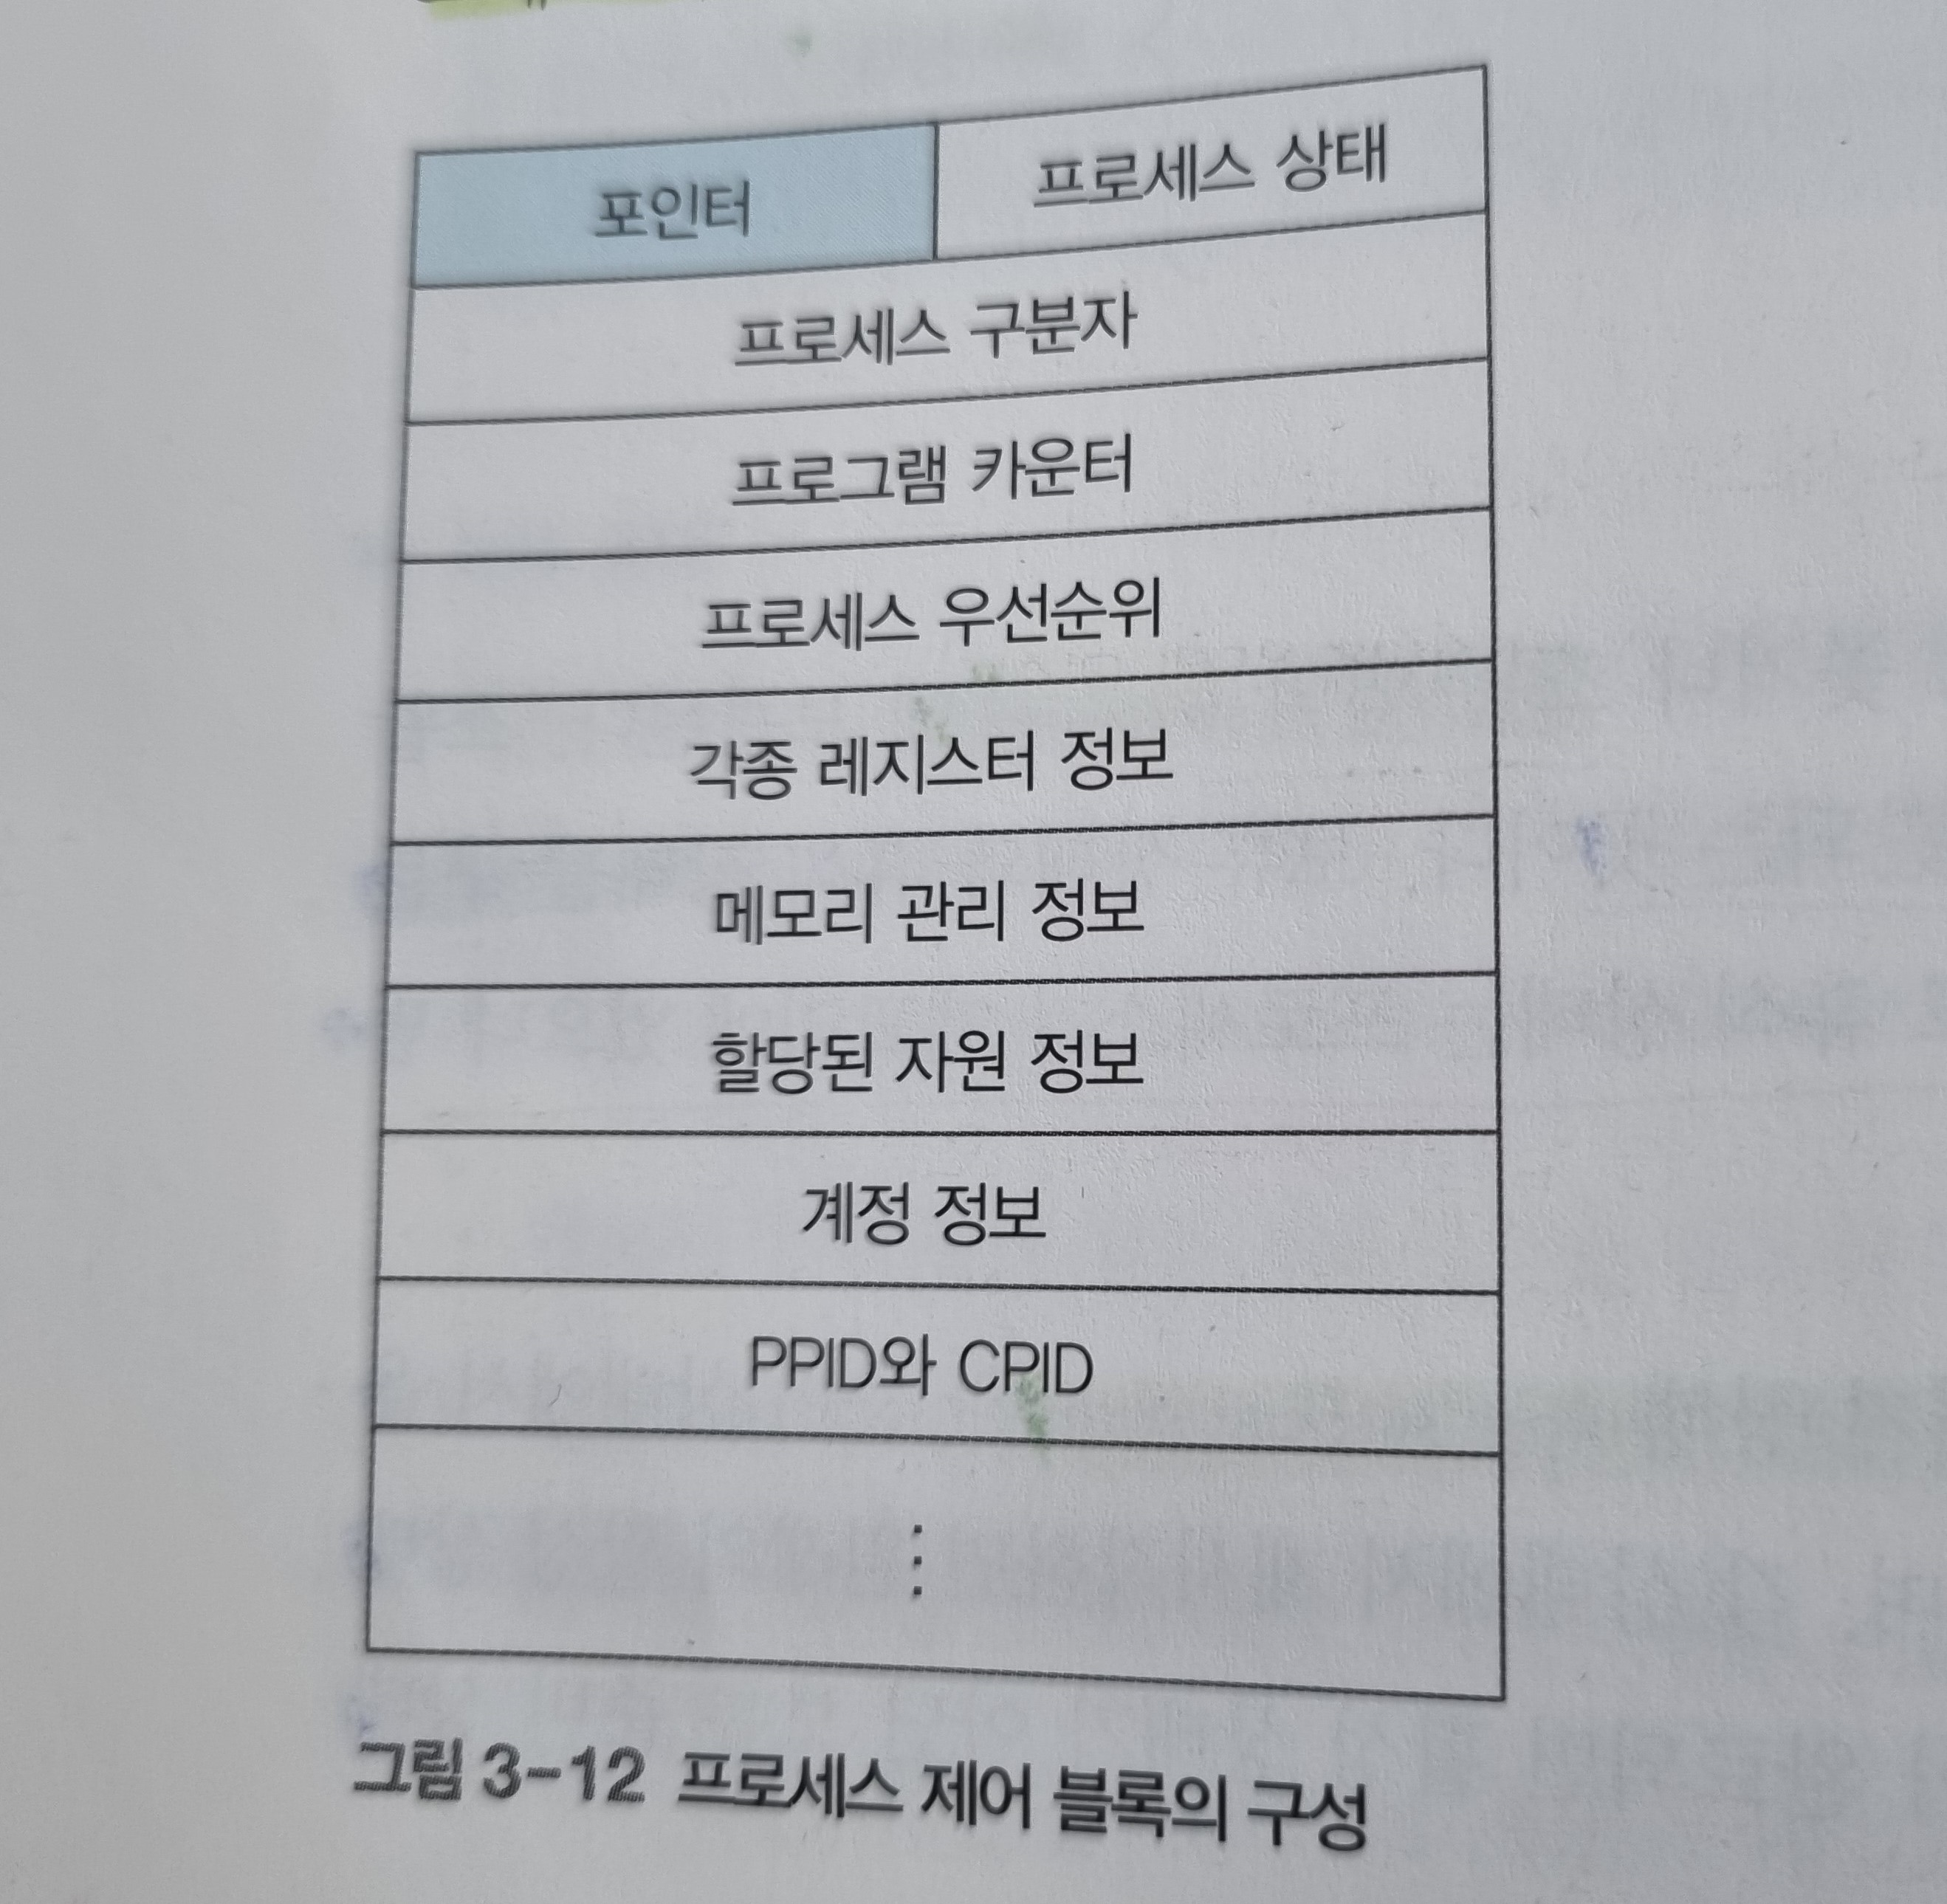 포인터 프로세스 상태
프로세스 구분자
프로그램 카운터
프로세스 우선순위
각종 레지스터 정보
메모리 관리 정보
할당된 자원 정보
계정 정보
PPID와 CPID
⋮
그림 3-12 프로세스 제어 블록의 구성